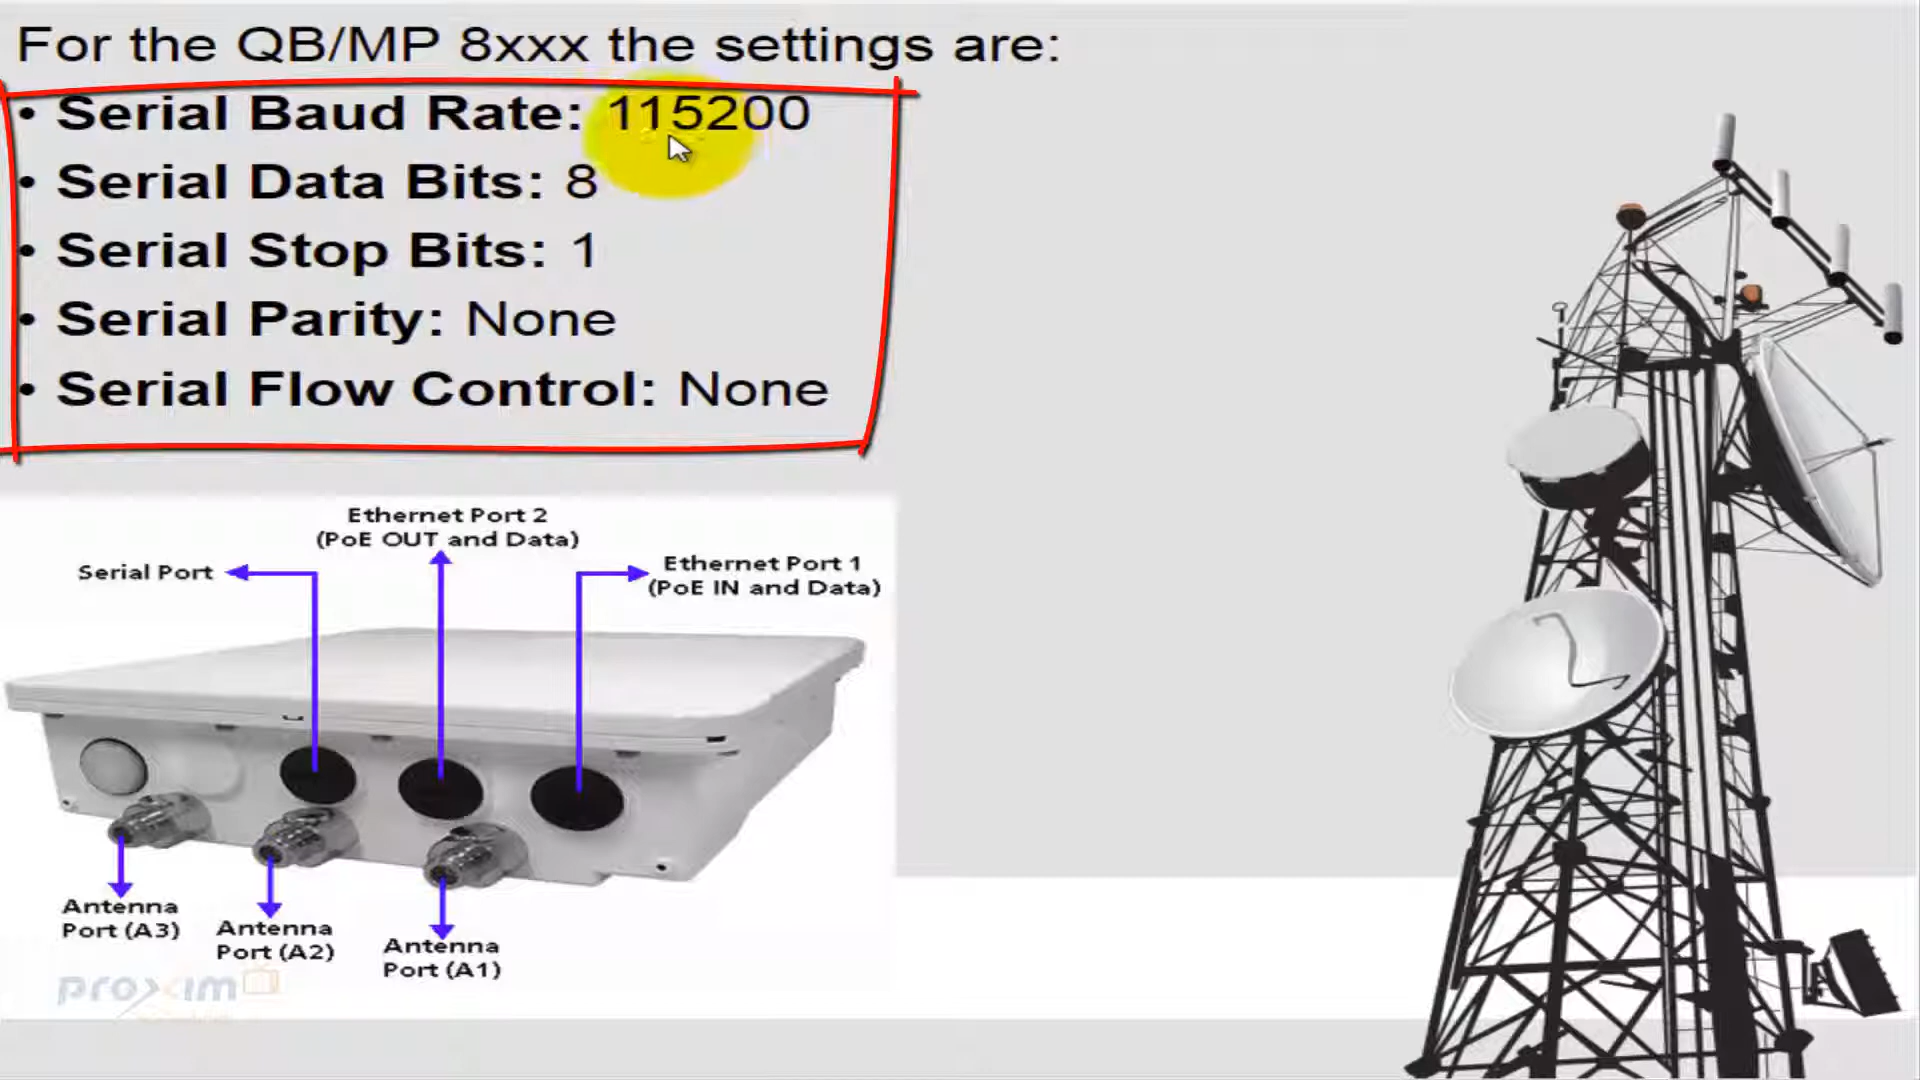 For the QB/MP 8xxx the settings are:
• Serial Baud Rate: 115200
• Serial Data Bits: 8
• Serial Stop Bits: 1
• Serial Parity: None
• Serial Flow Control: None
Ethernet Port 2
(PoE OUT and Data)
Serial Port
Ethernet Port 1
(PoE IN and Data)
Antenna
Port (A3)
Antenna
Port (A2)
Antenna
Port (A1)
proxim